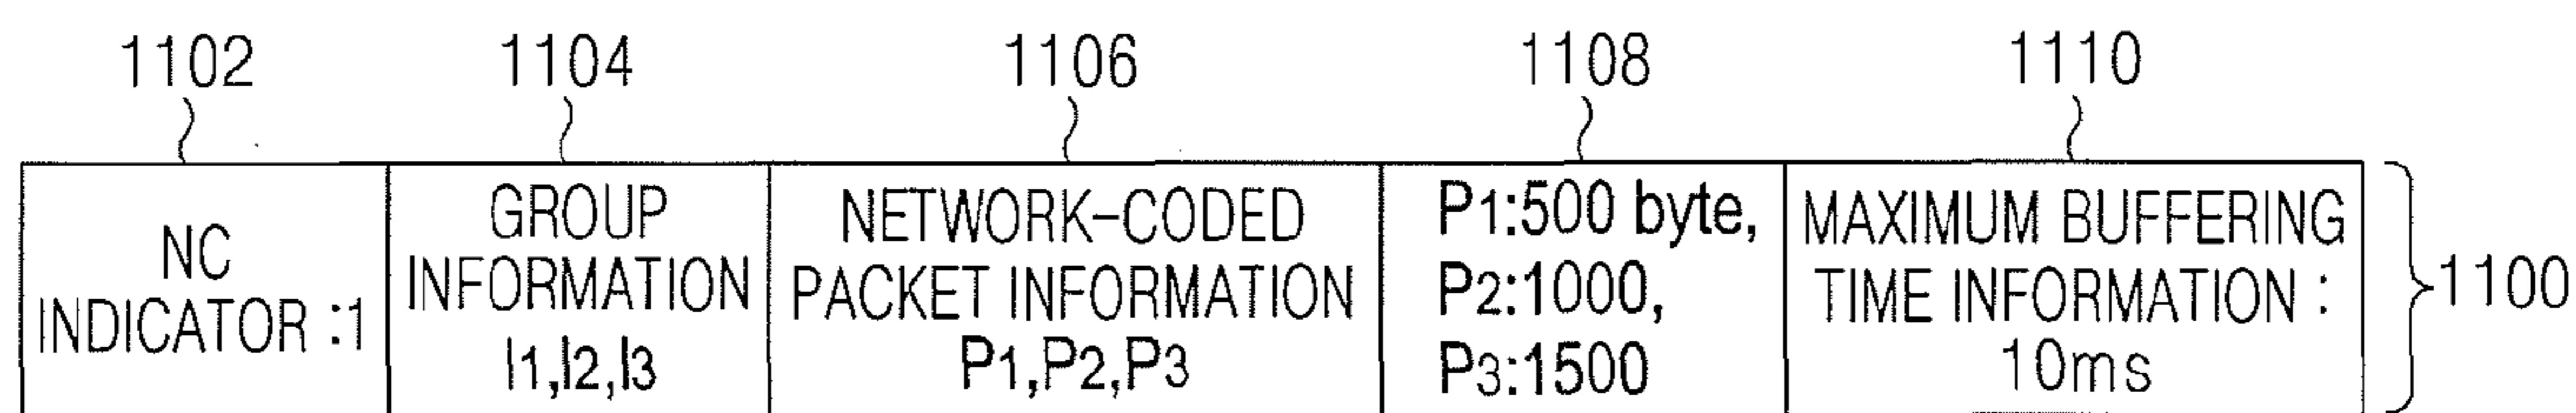 1102 1104 1106 1108 1110
NC
INDICATOR :1
GROUP
INFORMATION
I1,I2,I3
NETWORK-CODED
PACKET INFORMATION
P1,P2,P3
P1:500 byte,
P2:1000,
P3:1500
MAXIMUM BUFFERING
TIME INFORMATION :
10ms
1100